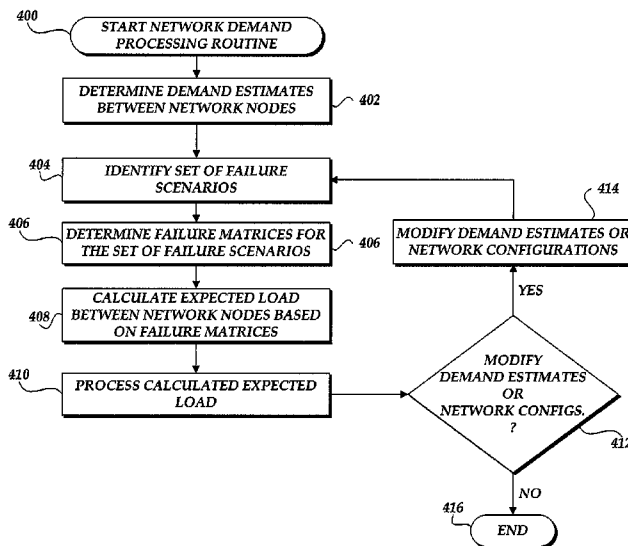 400
START NETWORK DEMAND
PROCESSING ROUTINE
DETERMINE DEMAND ESTIMATES
BETWEEN NETWORK NODES
402
404
IDENTIFY SET OF FAILURE
SCENARIOS
406
DETERMINE FAILURE MATRICES FOR
THE SET OF FAILURE SCENARIOS
406
414
MODIFY DEMAND ESTIMATES OR
NETWORK CONFIGURATIONS
408
CALCULATE EXPECTED LOAD
BETWEEN NETWORK NODES BASED
ON FAILURE MATRICES
YES
410
PROCESS CALCULATED EXPECTED
LOAD
MODIFY
DEMAND ESTIMATES
OR
NETWORK CONFIGS.
?
412
NO
416
END